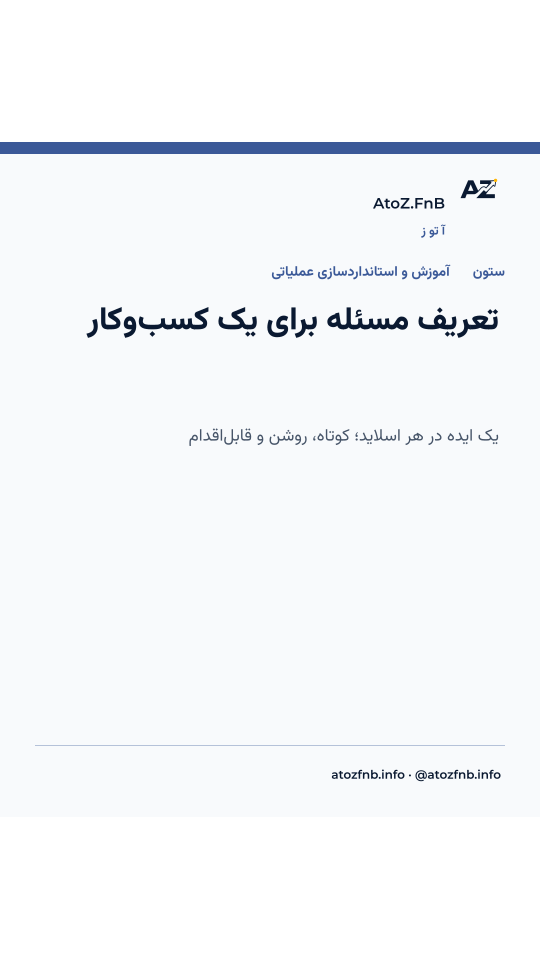 AZ
AtoZ.FnB
آ تو ز
ستون آموزش و استانداردسازی عملیاتی
تعریف مسئله برای یک کسب‌وکار
یک ایده در هر اسلاید؛ کوتاه، روشن و قابل‌اقدام
atozfnb.info · @atozfnb.info